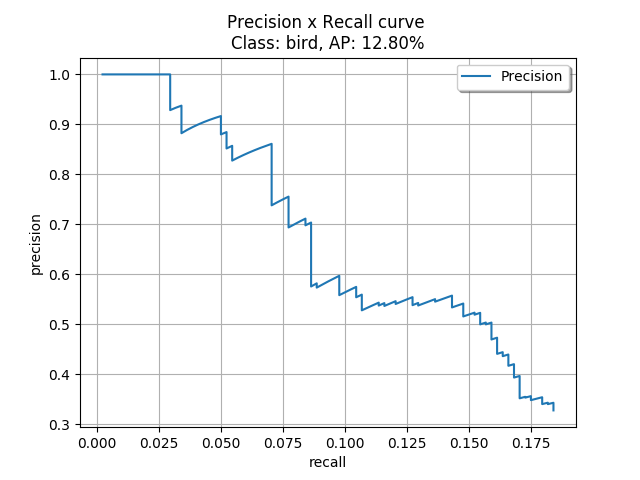 Precision x Recall curve
Class: bird, AP: 12.80%
Precision
1.0
0.9
0.8
0.7
0.6
0.5
0.4
0.3
precision
0.000 0.025 0.050 0.075 0.100 0.125 0.150 0.175
recall